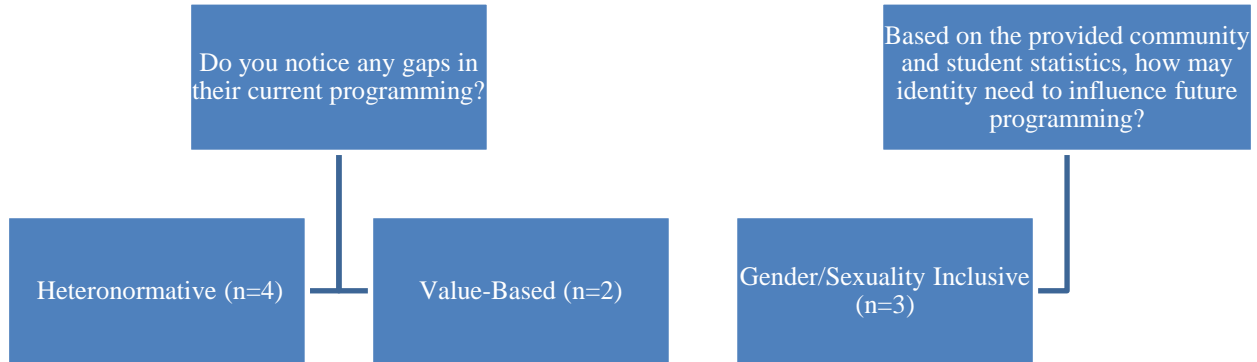 Do you notice any gaps in
their current programming?
Based on the provided community
and student statistics, how may
identity need to influence future
programming?
Heteronormative (n=4)
Value-Based (n=2)
Gender/Sexuality Inclusive
(n=3)